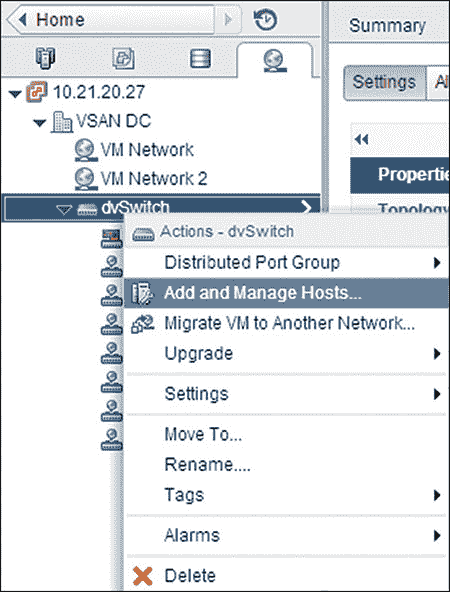 Home
Summary
Settings
Al
10.21.20.27
VSAN DC
VM Network
VM Network 2
dvSwitch
Propertie
Topology
Actions - dvSwitch
Distributed Port Group
Add and Manage Hosts...
Migrate VM to Another Network...
Upgrade
Settings
Move To...
Rename....
Tags
Alarms
Delete